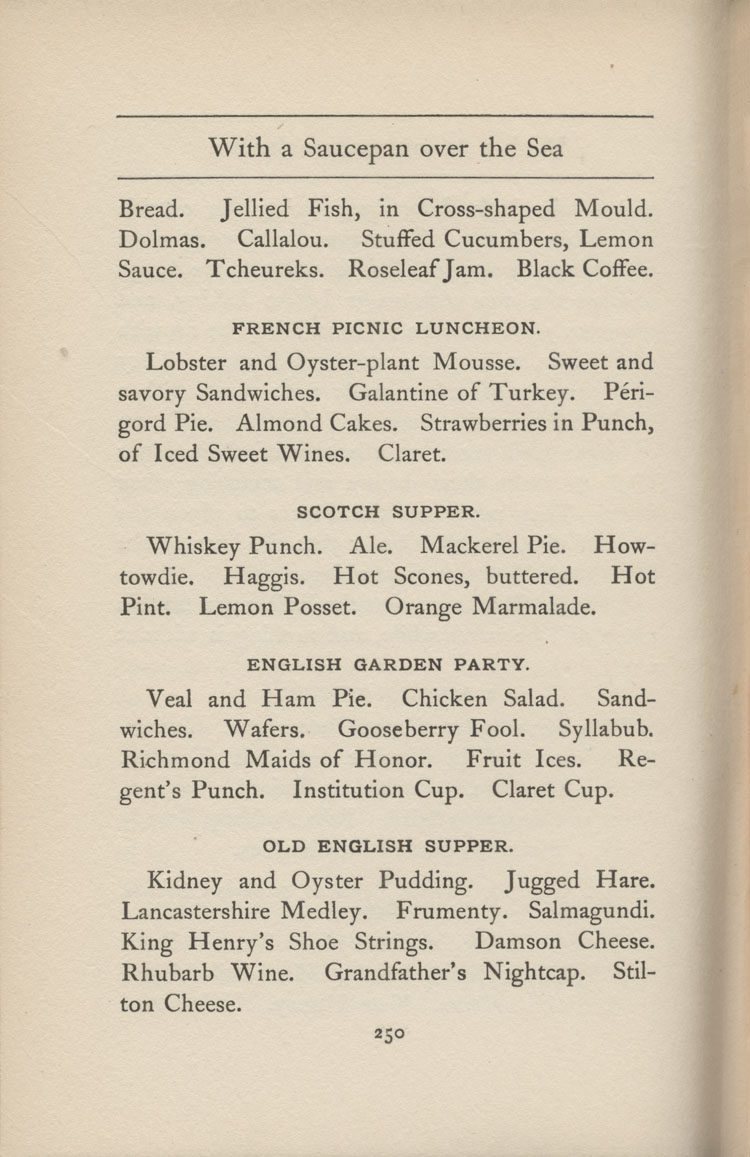 With a Saucepan over the Sea
Bread. Jellied Fish, in Cross-shaped Mould.
Dolmas. Callalou. Stuffed Cucumbers, Lemon
Sauce. Tcheureks. Roseleaf Jam. Black Coffee.
FRENCH PICNIC LUNCHEON.
Lobster and Oyster-plant Mousse. Sweet and
savory Sandwiches. Galantine of Turkey. Péri-
gord Pie. Almond Cakes. Strawberries in Punch,
of Iced Sweet Wines. Claret.
SCOTCH SUPPER.
Whiskey Punch. Ale. Mackerel Pie. How-
towdie. Haggis. Hot Scones, buttered. Hot
Pint. Lemon Posset. Orange Marmalade.
ENGLISH GARDEN PARTY.
Veal and Ham Pie. Chicken Salad. Sand-
wiches. Wafers. Gooseberry Fool. Syllabub.
Richmond Maids of Honor. Fruit Ices. Re-
gent's Punch. Institution Cup. Claret Cup.
OLD ENGLISH SUPPER.
Kidney and Oyster Pudding. Jugged Hare.
Lancastershire Medley. Frumenty. Salmagundi.
King Henry's Shoe Strings. Damson Cheese.
Rhubarb Wine. Grandfather's Nightcap. Stil-
ton Cheese.
250